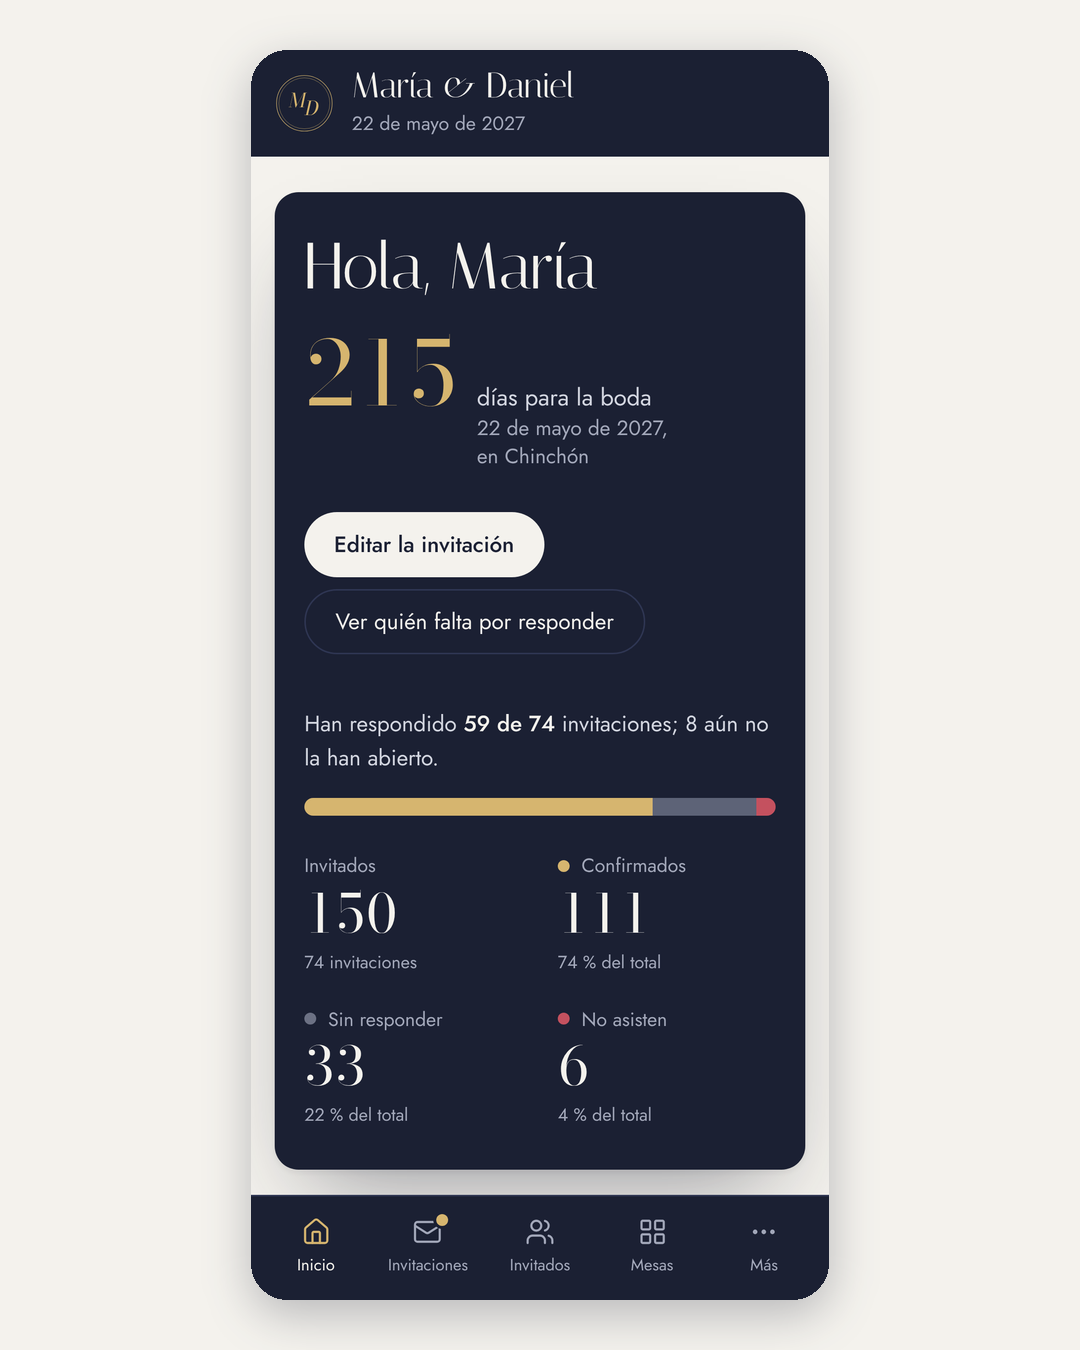 MD
María & Daniel
22 de mayo de 2027
Hola, María
215
días para la boda
22 de mayo de 2027,
en Chinchón
Editar la invitación
Ver quién falta por responder
Han respondido 59 de 74 invitaciones; 8 aún no
la han abierto.
Invitados
150
74 invitaciones
Confirmados
111
74 % del total
Sin responder
33
22 % del total
No asisten
6
4 % del total
Inicio
Invitaciones
Invitados
Mesas
Más